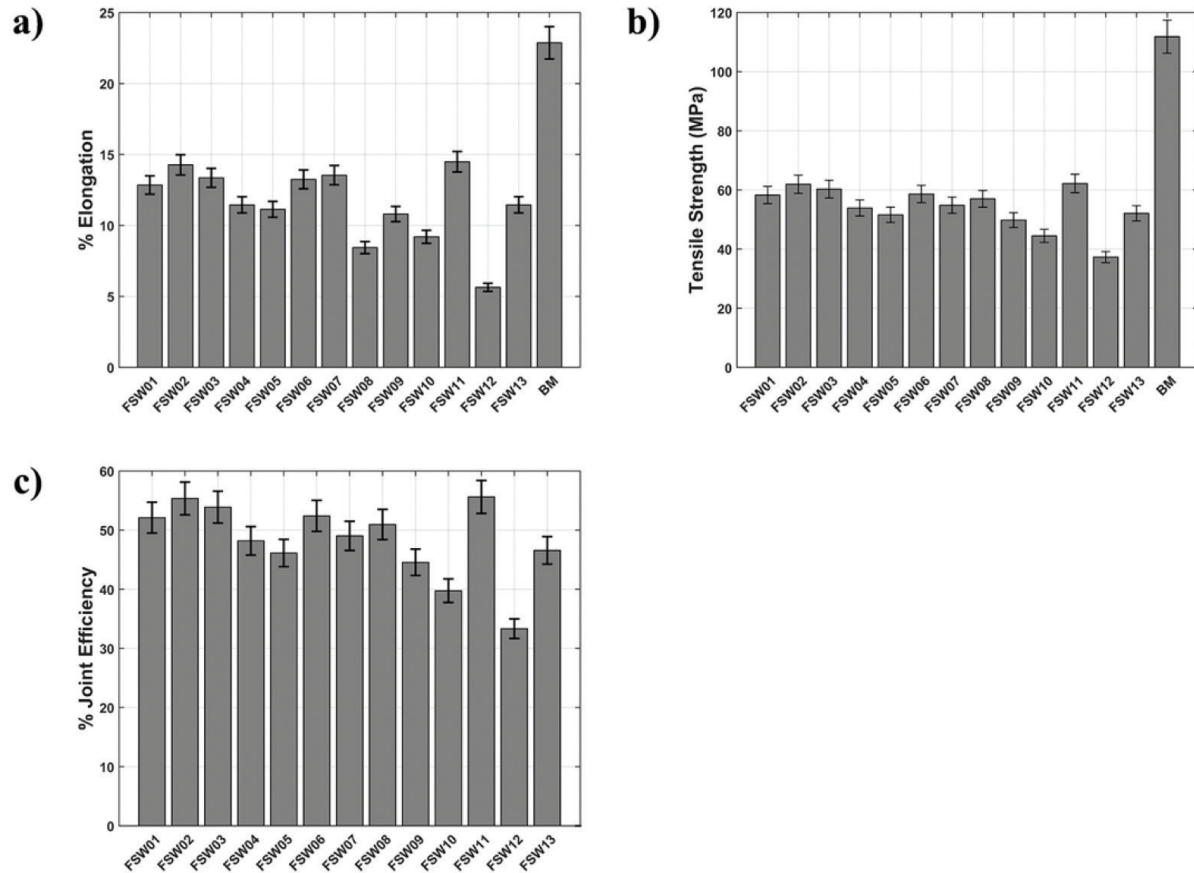 a)
% Elongation
25
20
15
10
5
0
FSW01 FSW02 FSW03 FSW04 FSW05 FSW06 FSW07 FSW08 FSW09 FSW10 FSW11 FSW12 FSW13 BM
b)
Tensile Strength (MPa)
120
100
80
60
40
20
0
FSW01 FSW02 FSW03 FSW04 FSW05 FSW06 FSW07 FSW08 FSW09 FSW10 FSW11 FSW12 FSW13 BM
c)
% Joint Efficiency
60
50
40
30
20
10
0
FSW01 FSW02 FSW03 FSW04 FSW05 FSW06 FSW07 FSW08 FSW09 FSW10 FSW11 FSW12 FSW13